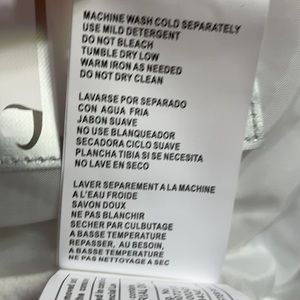 MACHINE WASH COLD SEPARATELY
USE MILD DETERGENT
DO NOT BLEACH
TUMBLE DRY LOW
WARM IRON AS NEEDED
DO NOT DRY CLEAN
LAVARSE POR SEPARADO
CON AGUA FRIA
JABON SUAVE
NO USE BLANQUEADOR
SECADORA CICLO SUAVE
PLANCHA TIBIA SI SE NECESITA
NO LAVE EN SECO
LAVER SEPAREMENT A LA MACHINE
A L'EAU FROIDE
SAVON DOUX
NE PAS BLANCHIR
SECHER PAR CULBUTAGE
A BASSE TEMPERATURE
REPASSER, AU BESOIN,
A BASSE TEMPERATURE
NE PAS NETTOYAGE A SEC